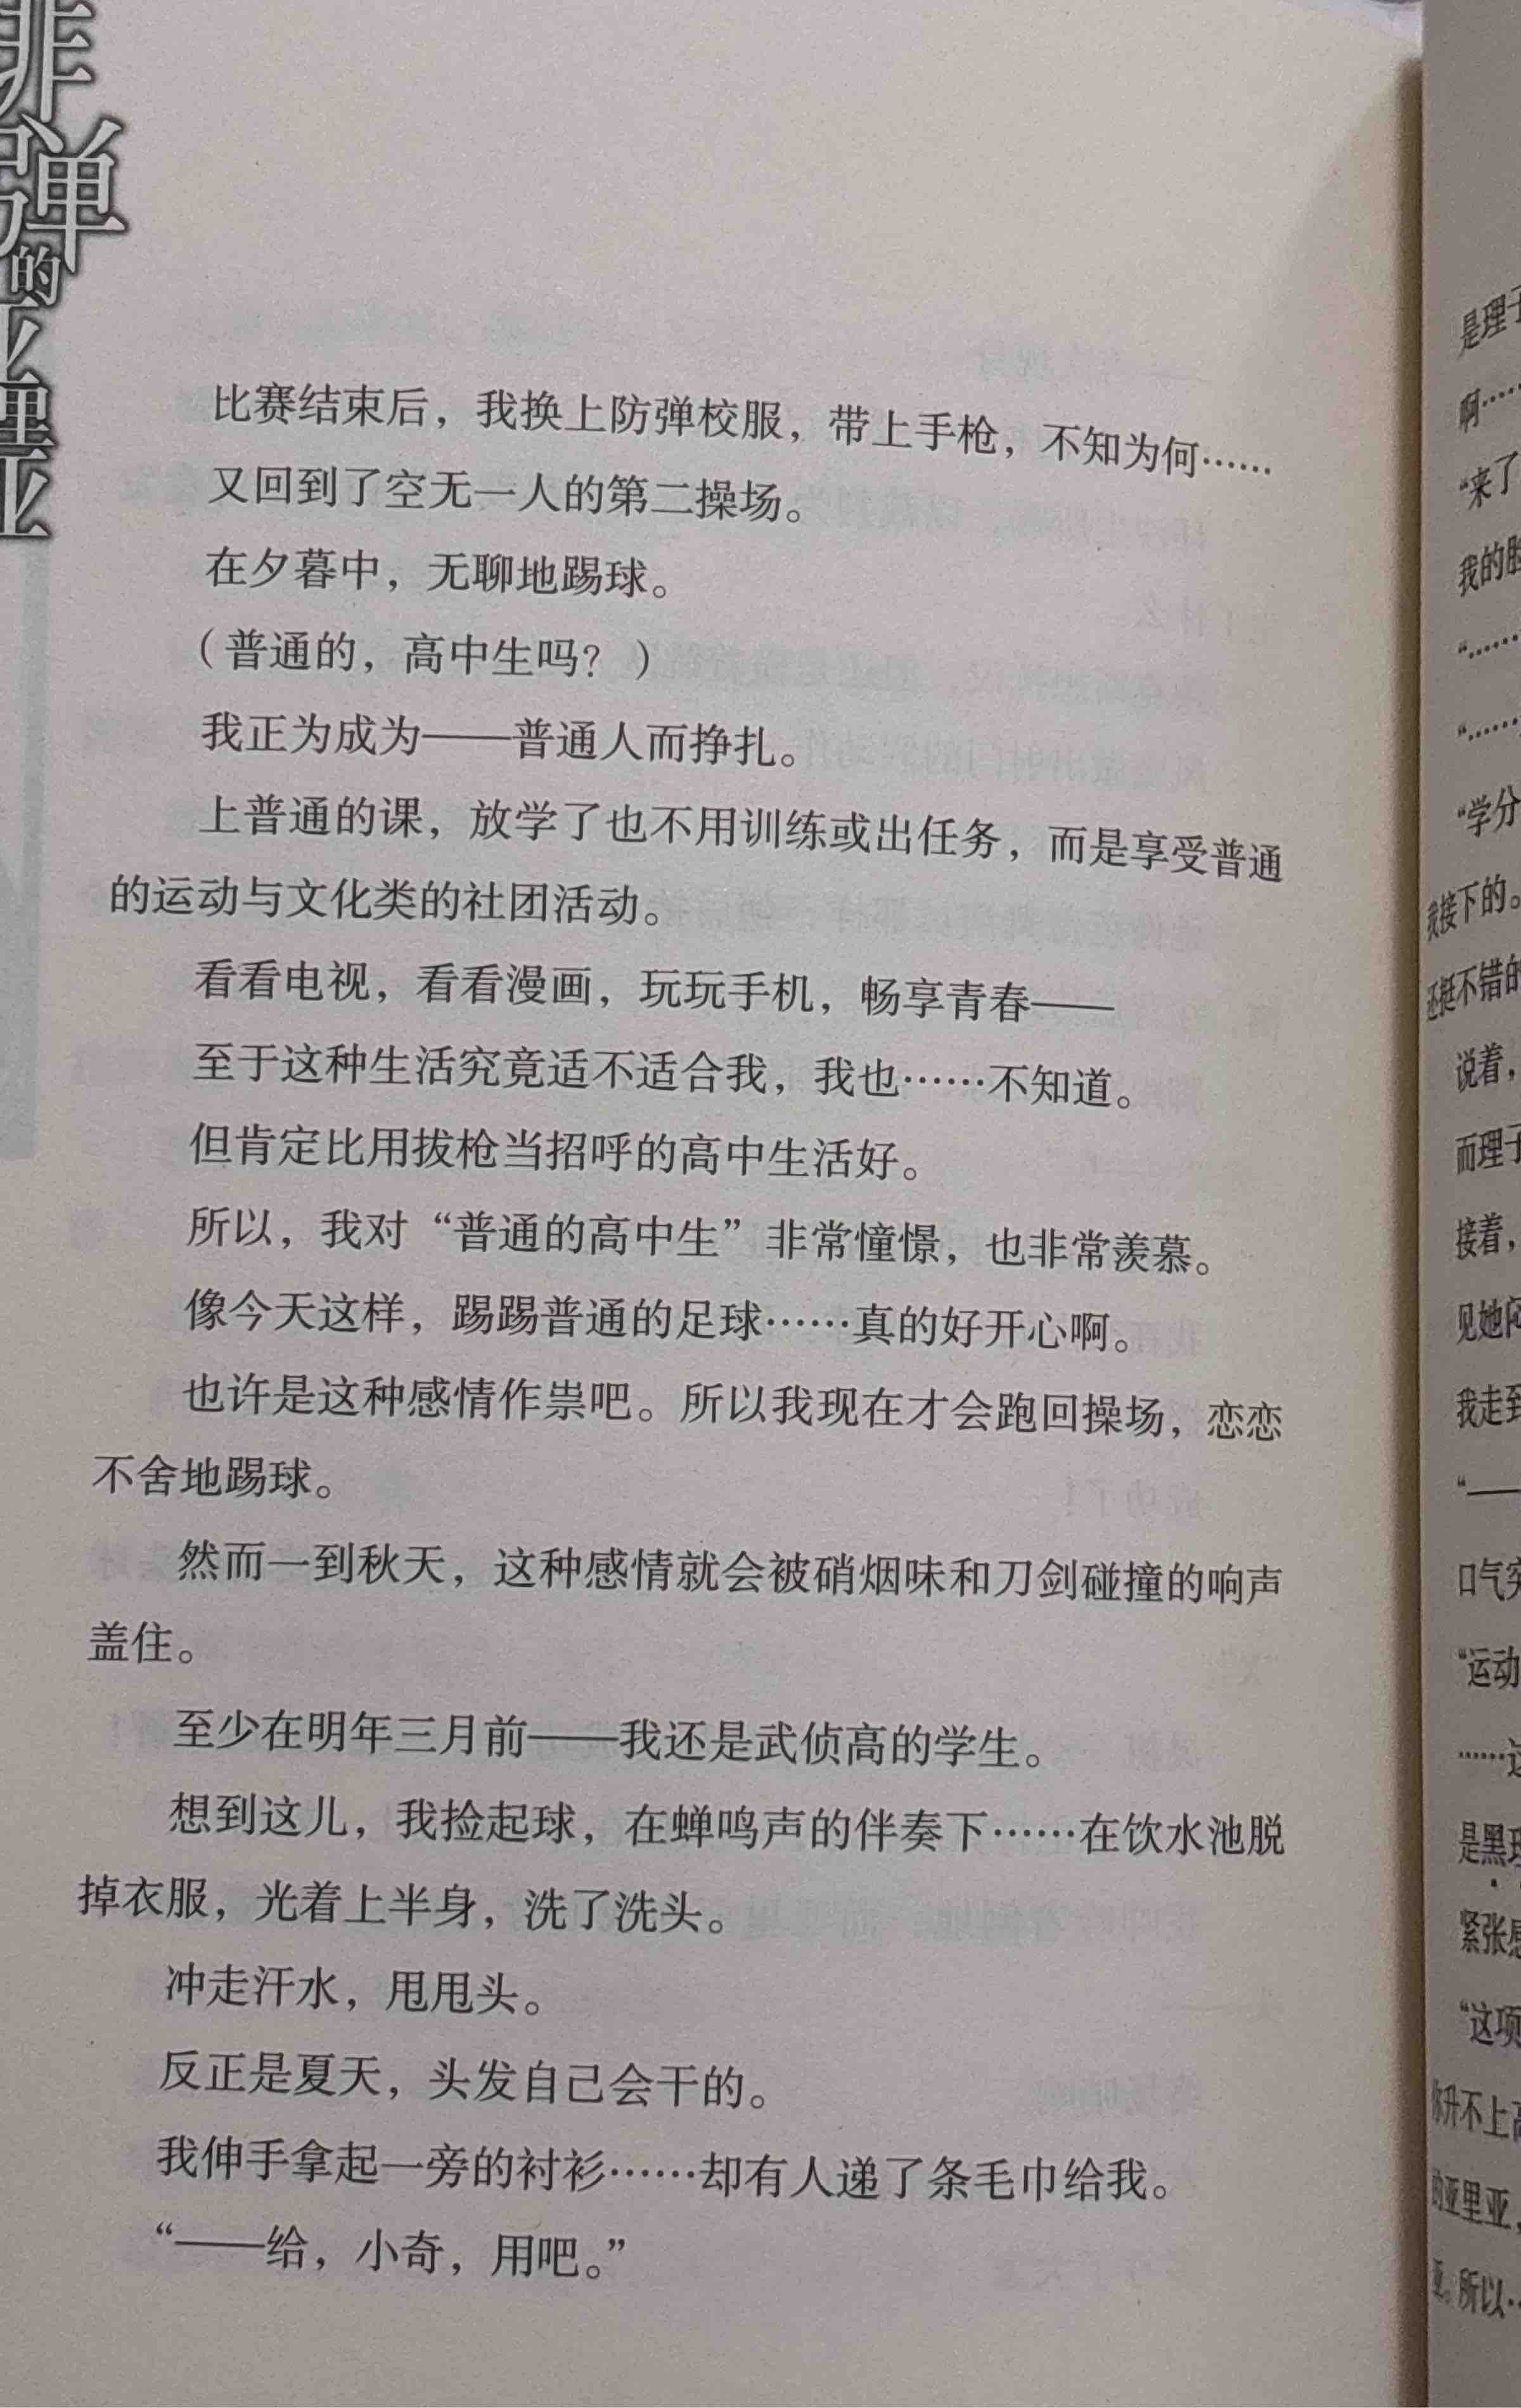 绯
弹
的
亚
里
亚
比赛结束后，我换上防弹校服，带上手枪，不知为何……
又回到了空无一人的第二操场。
在夕暮中，无聊地踢球。
（普通的，高中生吗？）
我正为成为——普通人而挣扎。
上普通的课，放学了也不用训练或出任务，而是享受普通
的运动与文化类的社团活动。
看看电视，看看漫画，玩玩手机，畅享青春——
至于这种生活究竟适不适合我，我也……不知道。
但肯定比用拔枪当招呼的高中生活好。
所以，我对“普通的高中生”非常憧憬，也非常羡慕。
像今天这样，踢踢普通的足球……真的好开心啊。
也许是这种感情作祟吧。所以我现在才会跑回操场，恋恋
不舍地踢球。
然而一到秋天，这种感情就会被硝烟味和刀剑碰撞的响声
盖住。
至少在明年三月前——我还是武侦高的学生。
想到这儿，我捡起球，在蝉鸣声的伴奏下……在饮水池脱
掉衣服，光着上半身，洗了洗头。
冲走汗水，甩甩头。
反正是夏天，头发自己会干的。
我伸手拿起一旁的衬衫……却有人递了条毛巾给我。
“——给，小奇，用吧。”
是理子
啊……
“来了
我的脸
“……
“……
“学分
我接下的。
还挺不错的
说着，
而理子
接着，
见她闷
我走到
“——
口气突
“运动
……这
是黑
紧张感
“这项
你升不上高
的亚里亚，
亚。所以…